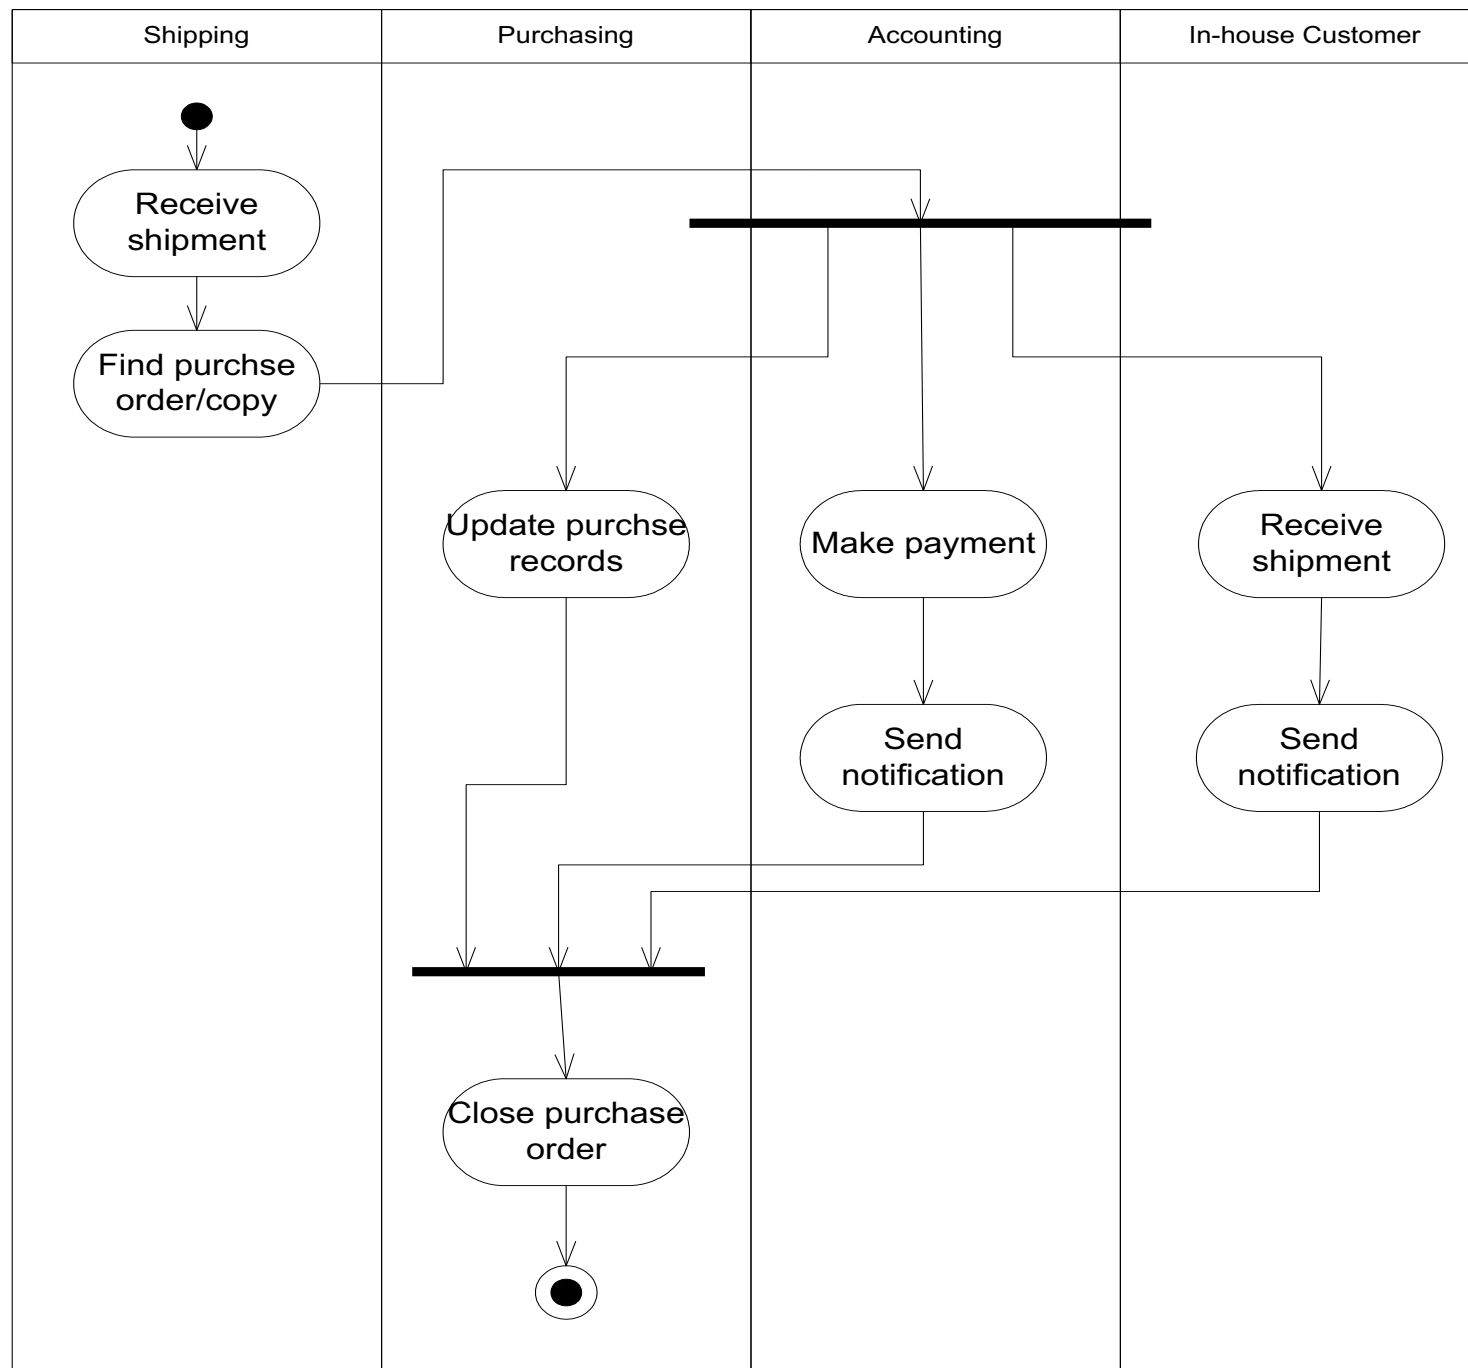 Shipping
Purchasing
Accounting
In-house Customer
Receive
shipment
Find purchse
order/copy
Update purchse
records
Make payment
Receive
shipment
Send
notification
Send
notification
Close purchase
order